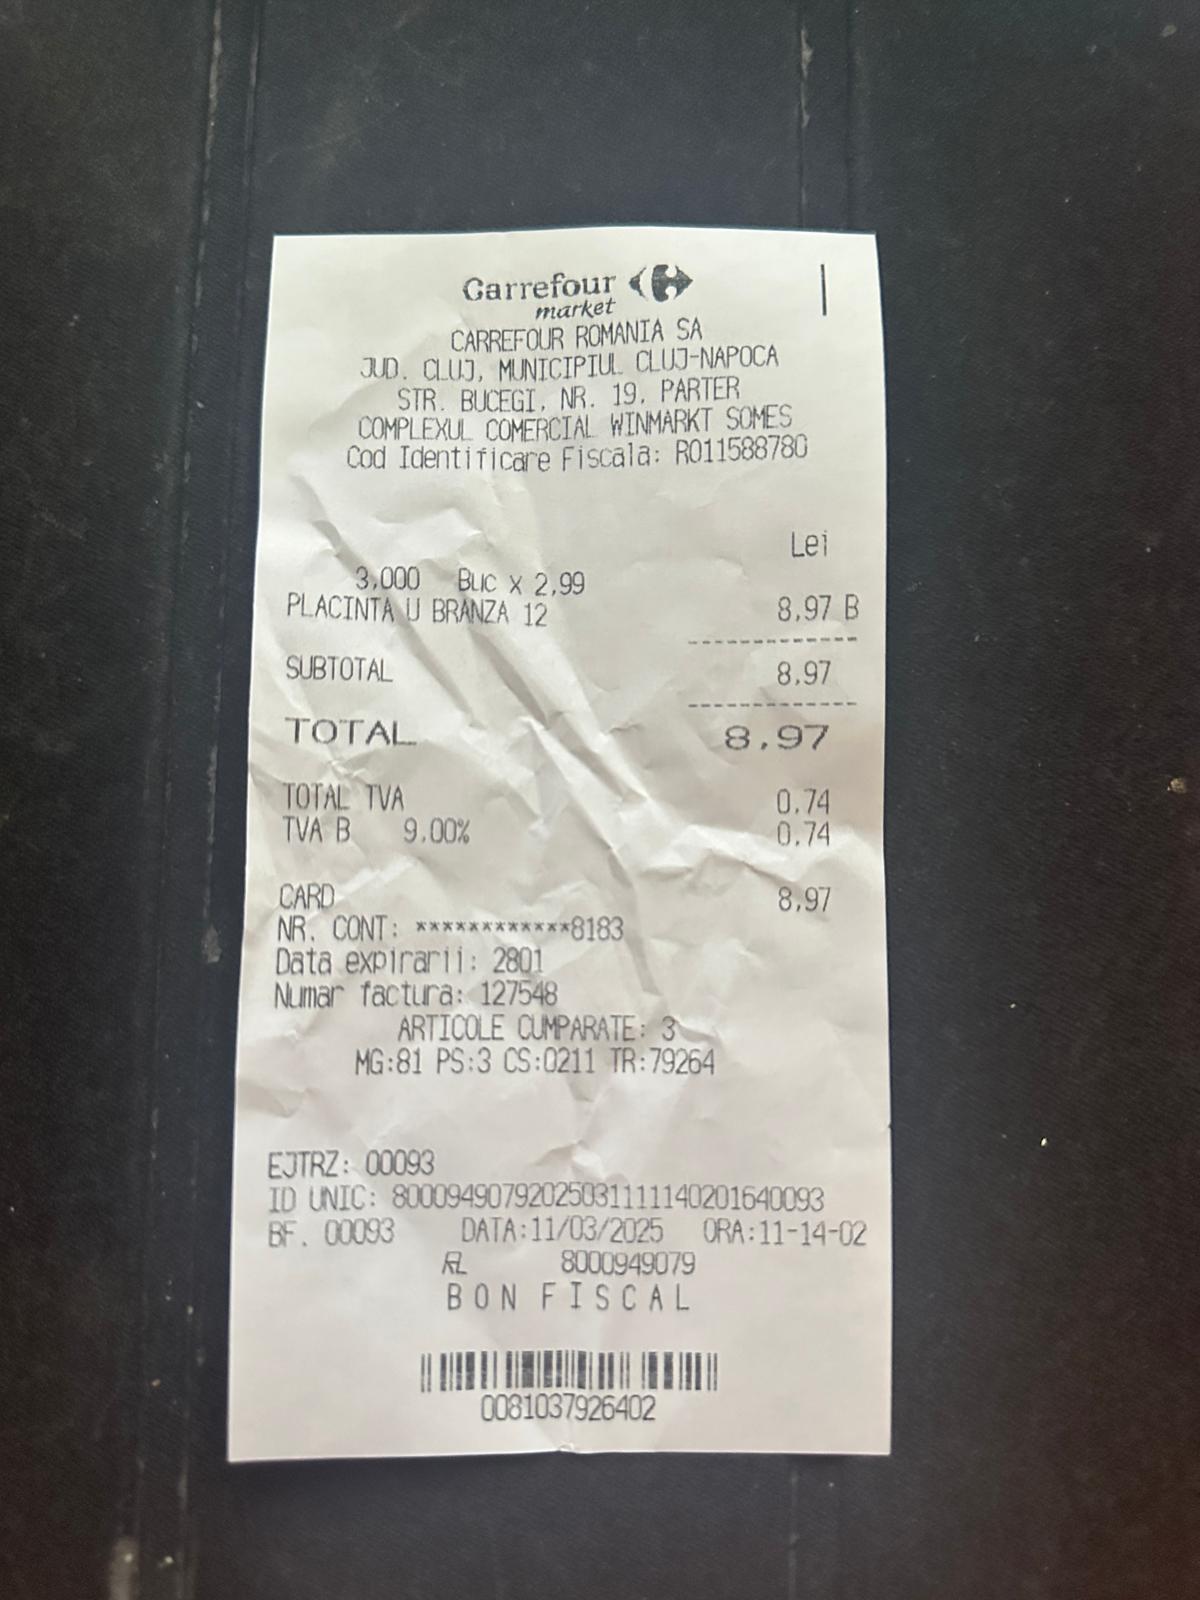 Carrefour
market
CARREFOUR ROMANIA SA
JUD. CLUJ, MUNICIPIUL CLUJ-NAPOCA
STR. BUCEGI, NR. 19, PARTER
COMPLEXUL COMERCIAL WINMARKT SOMES
Cod Identificare Fiscala: RO11588780
Lei
3,000 Buc x 2,99
PLACINTA U BRANZA 12 8,97 B
SUBTOTAL 8,97
TOTAL 8,97
TOTAL TVA 0.74
TVA B 9.00% 0.74
CARD 8,97
NR. CONT: ************8183
Data expirarii: 2801
Numar factura: 127548
ARTICOLE CUMPARATE: 3
MG:81 PS:3 CS:0211 TR:79264
EJTRZ: 00093
ID UNIC: 8000949079202503111114020164​0093
BF. 00093 DATA:11/03/2025 ORA:11-14-02
8000949079
BON FISCAL
0081037926402